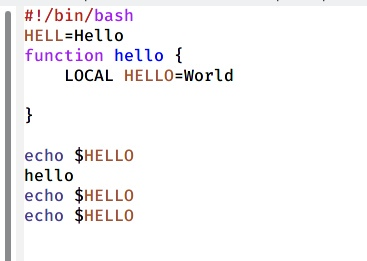 #!/bin/bash
HELL=Hello
function hello {
    LOCAL HELLO=World
}
echo $HELLO
hello
echo $HELLO
echo $HELLO